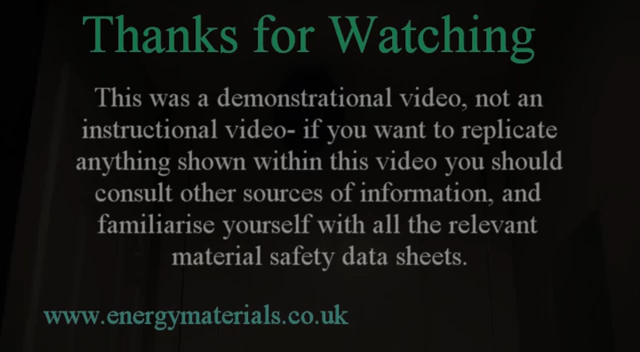 Thanks for Watching
This was a demonstrational video, not an
instructional video- if you want to replicate
anything shown within this video you should
consult other sources of information, and
familiarise yourself with all the relevant
material safety data sheets.
www.energymaterials.co.uk